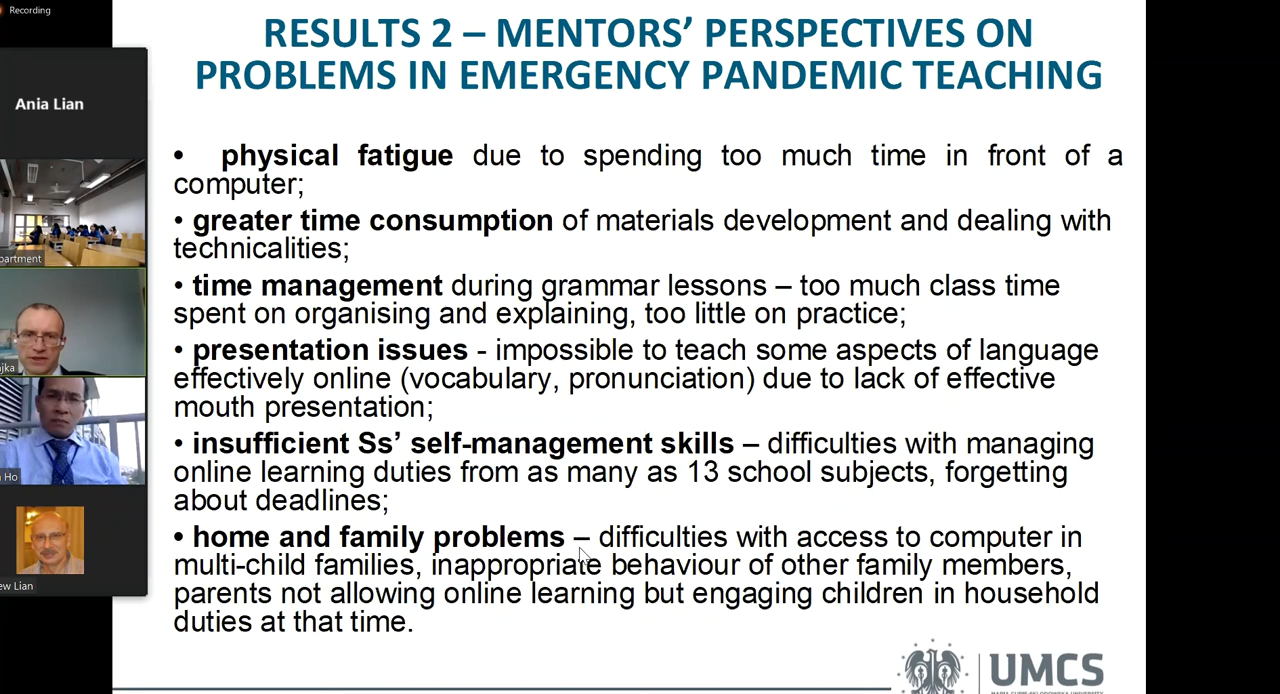 Recording
RESULTS 2 – MENTORS’ PERSPECTIVES ON
PROBLEMS IN EMERGENCY PANDEMIC TEACHING
Ania Lian
• physical fatigue due to spending too much time in front of a
computer;
• greater time consumption of materials development and dealing with
technicalities;
• time management during grammar lessons – too much class time
spent on organising and explaining, too little on practice;
• presentation issues - impossible to teach some aspects of language
effectively online (vocabulary, pronunciation) due to lack of effective
mouth presentation;
• insufficient Ss’ self-management skills – difficulties with managing
online learning duties from as many as 13 school subjects, forgetting
about deadlines;
• home and family problems – difficulties with access to computer in
multi-child families, inappropriate behaviour of other family members,
parents not allowing online learning but engaging children in household
duties at that time.
partment
jka
Ho
ew Lian
UMCS